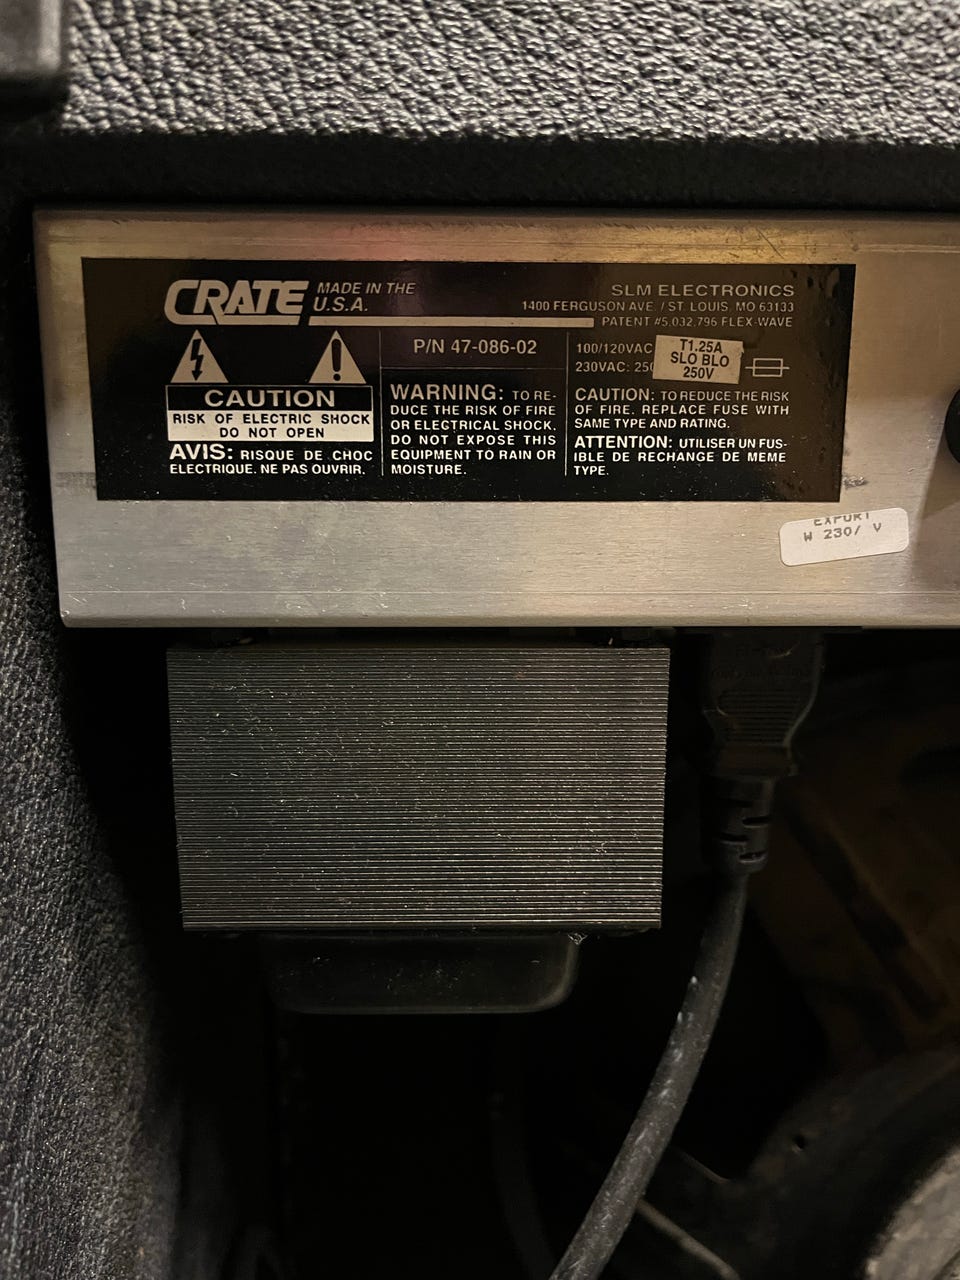 CRATE MADE IN THE
U.S.A.
SLM ELECTRONICS
1400 FERGUSON AVE. / ST. LOUIS, MO 63133
PATENT #5,032,796 FLEX-WAVE
CAUTION
RISK OF ELECTRIC SHOCK
DO NOT OPEN
AVIS: RISQUE DE CHOC
ELECTRIQUE. NE PAS OUVRIR.
P/N 47-086-02
WARNING: TO RE-
DUCE THE RISK OF FIRE
OR ELECTRICAL SHOCK,
DO NOT EXPOSE THIS
EQUIPMENT TO RAIN OR
MOISTURE.
100/120VAC
230VAC: 250
T1.25A
SLO BLO
250V
CAUTION: TO REDUCE THE RISK
OF FIRE, REPLACE FUSE WITH
SAME TYPE AND RATING.
ATTENTION: UTILISER UN FUS-
IBLE DE RECHANGE DE MEME
TYPE.
EXPORT
W 230/ V